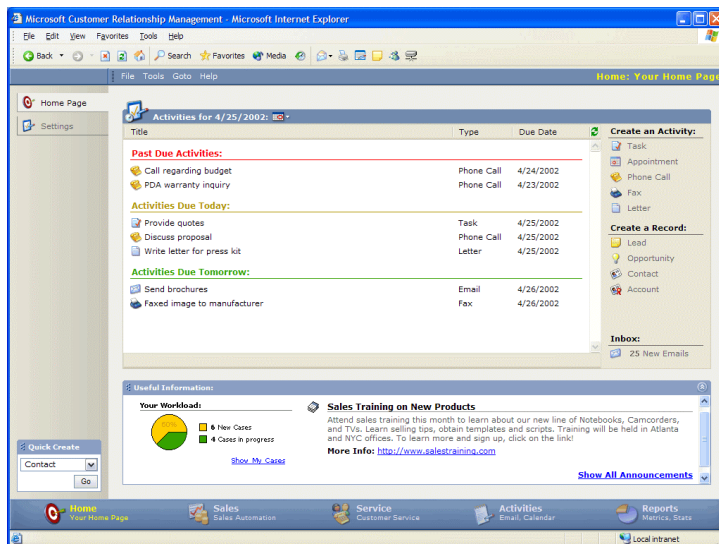 Microsoft Customer Relationship Management - Microsoft Internet Explorer
File Edit View Favorites Tools Help
Back Search Favorites Media
File Tools Goto Help Home: Your Home Page
Home Page
Settings
Activities for 4/25/2002:
Title Type Due Date
Past Due Activities:
Call regarding budget Phone Call 4/24/2002
PDA warranty inquiry Phone Call 4/23/2002
Activities Due Today:
Provide quotes Task 4/25/2002
Discuss proposal Phone Call 4/25/2002
Write letter for press kit Letter 4/25/2002
Activities Due Tomorrow:
Send brochures Email 4/26/2002
Faxed image to manufacturer Fax 4/26/2002
Create an Activity:
Task
Appointment
Phone Call
Fax
Letter
Create a Record:
Lead
Opportunity
Contact
Account
Inbox:
25 New Emails
Useful Information:
Your Workload:
60%
6 New Cases
4 Cases in progress
Show My Cases
Sales Training on New Products
Attend sales training this month to learn about our new line of Notebooks, Camcorders,
and TVs. Learn selling tips, obtain templates and scripts. Training will be held in Atlanta
and NYC offices. To learn more and sign up, click on the link!
More Info: http://www.salestraining.com
Show All Announcements
Quick Create
Contact
Go
Home
Your Home Page
Sales
Sales Automation
Service
Customer Service
Activities
Email, Calendar
Reports
Metrics, Stats
Local intranet